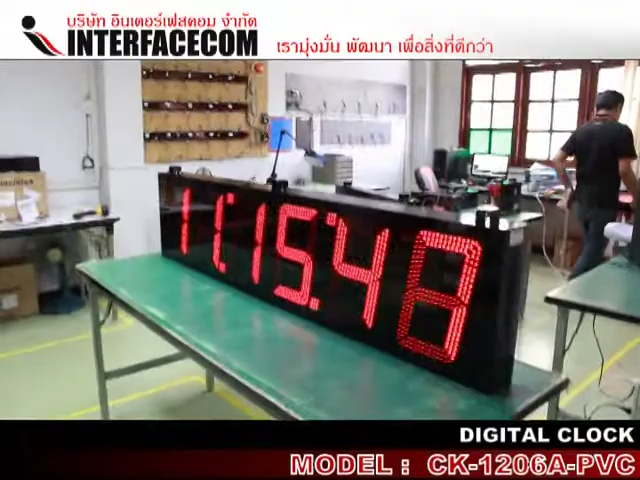 บริษัท อินเตอร์เฟสคอม จำกัด
INTERFACECOM
เรามุ่งมั่น พัฒนา เพื่อสิ่งที่ดีกว่า
11:15:48
DIGITAL CLOCK
MODEL : CK-1206A-PVC